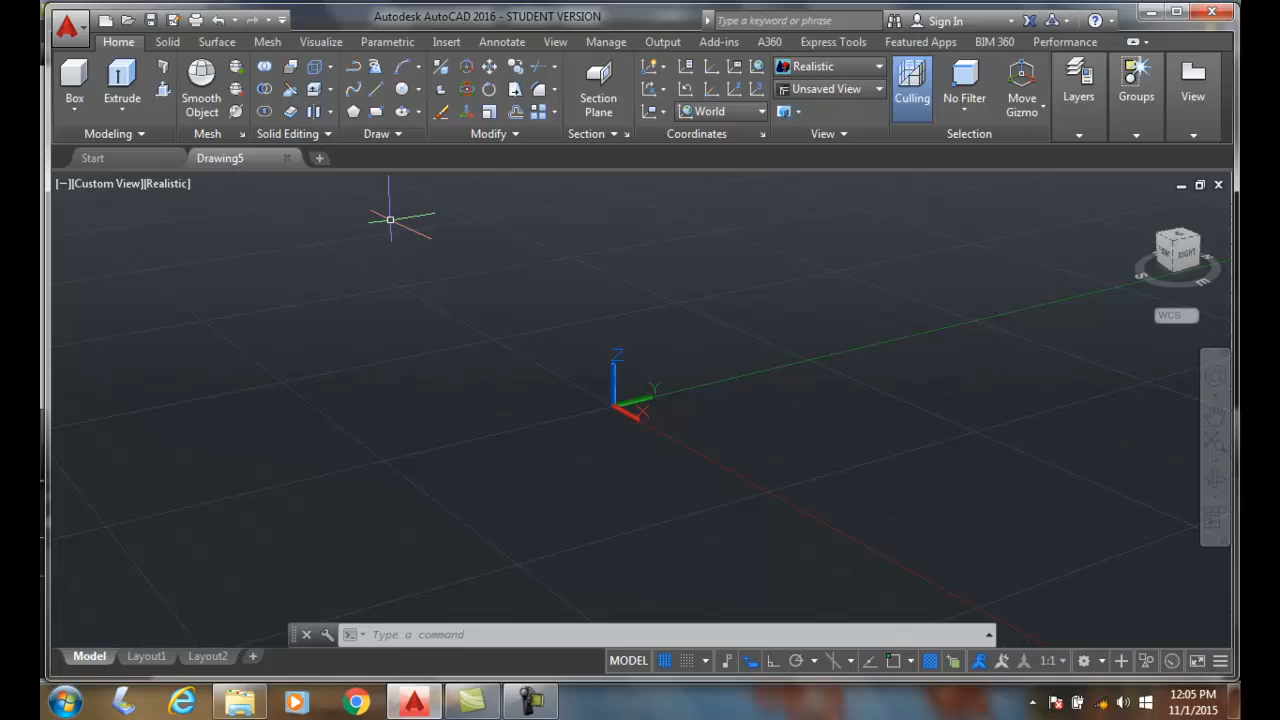 Autodesk AutoCAD 2016 - STUDENT VERSION
Type a keyword or phrase
Sign In
Home Solid Surface Mesh Visualize Parametric Insert Annotate View Manage Output Add-ins A360 Express Tools Featured Apps BIM 360 Performance
Realistic
Unsaved View
World
Box Extrude Smooth Object Section Plane Culling No Filter Move Gizmo Layers Groups View
Modeling Mesh Solid Editing Draw Modify Section Coordinates View Selection
Start Drawing5
[−][Custom View][Realistic]
RIGHT
S
E
WCS
Z
Y
X
Type a command
Model Layout1 Layout2
MODEL 1:1
12:05 PM
11/1/2015